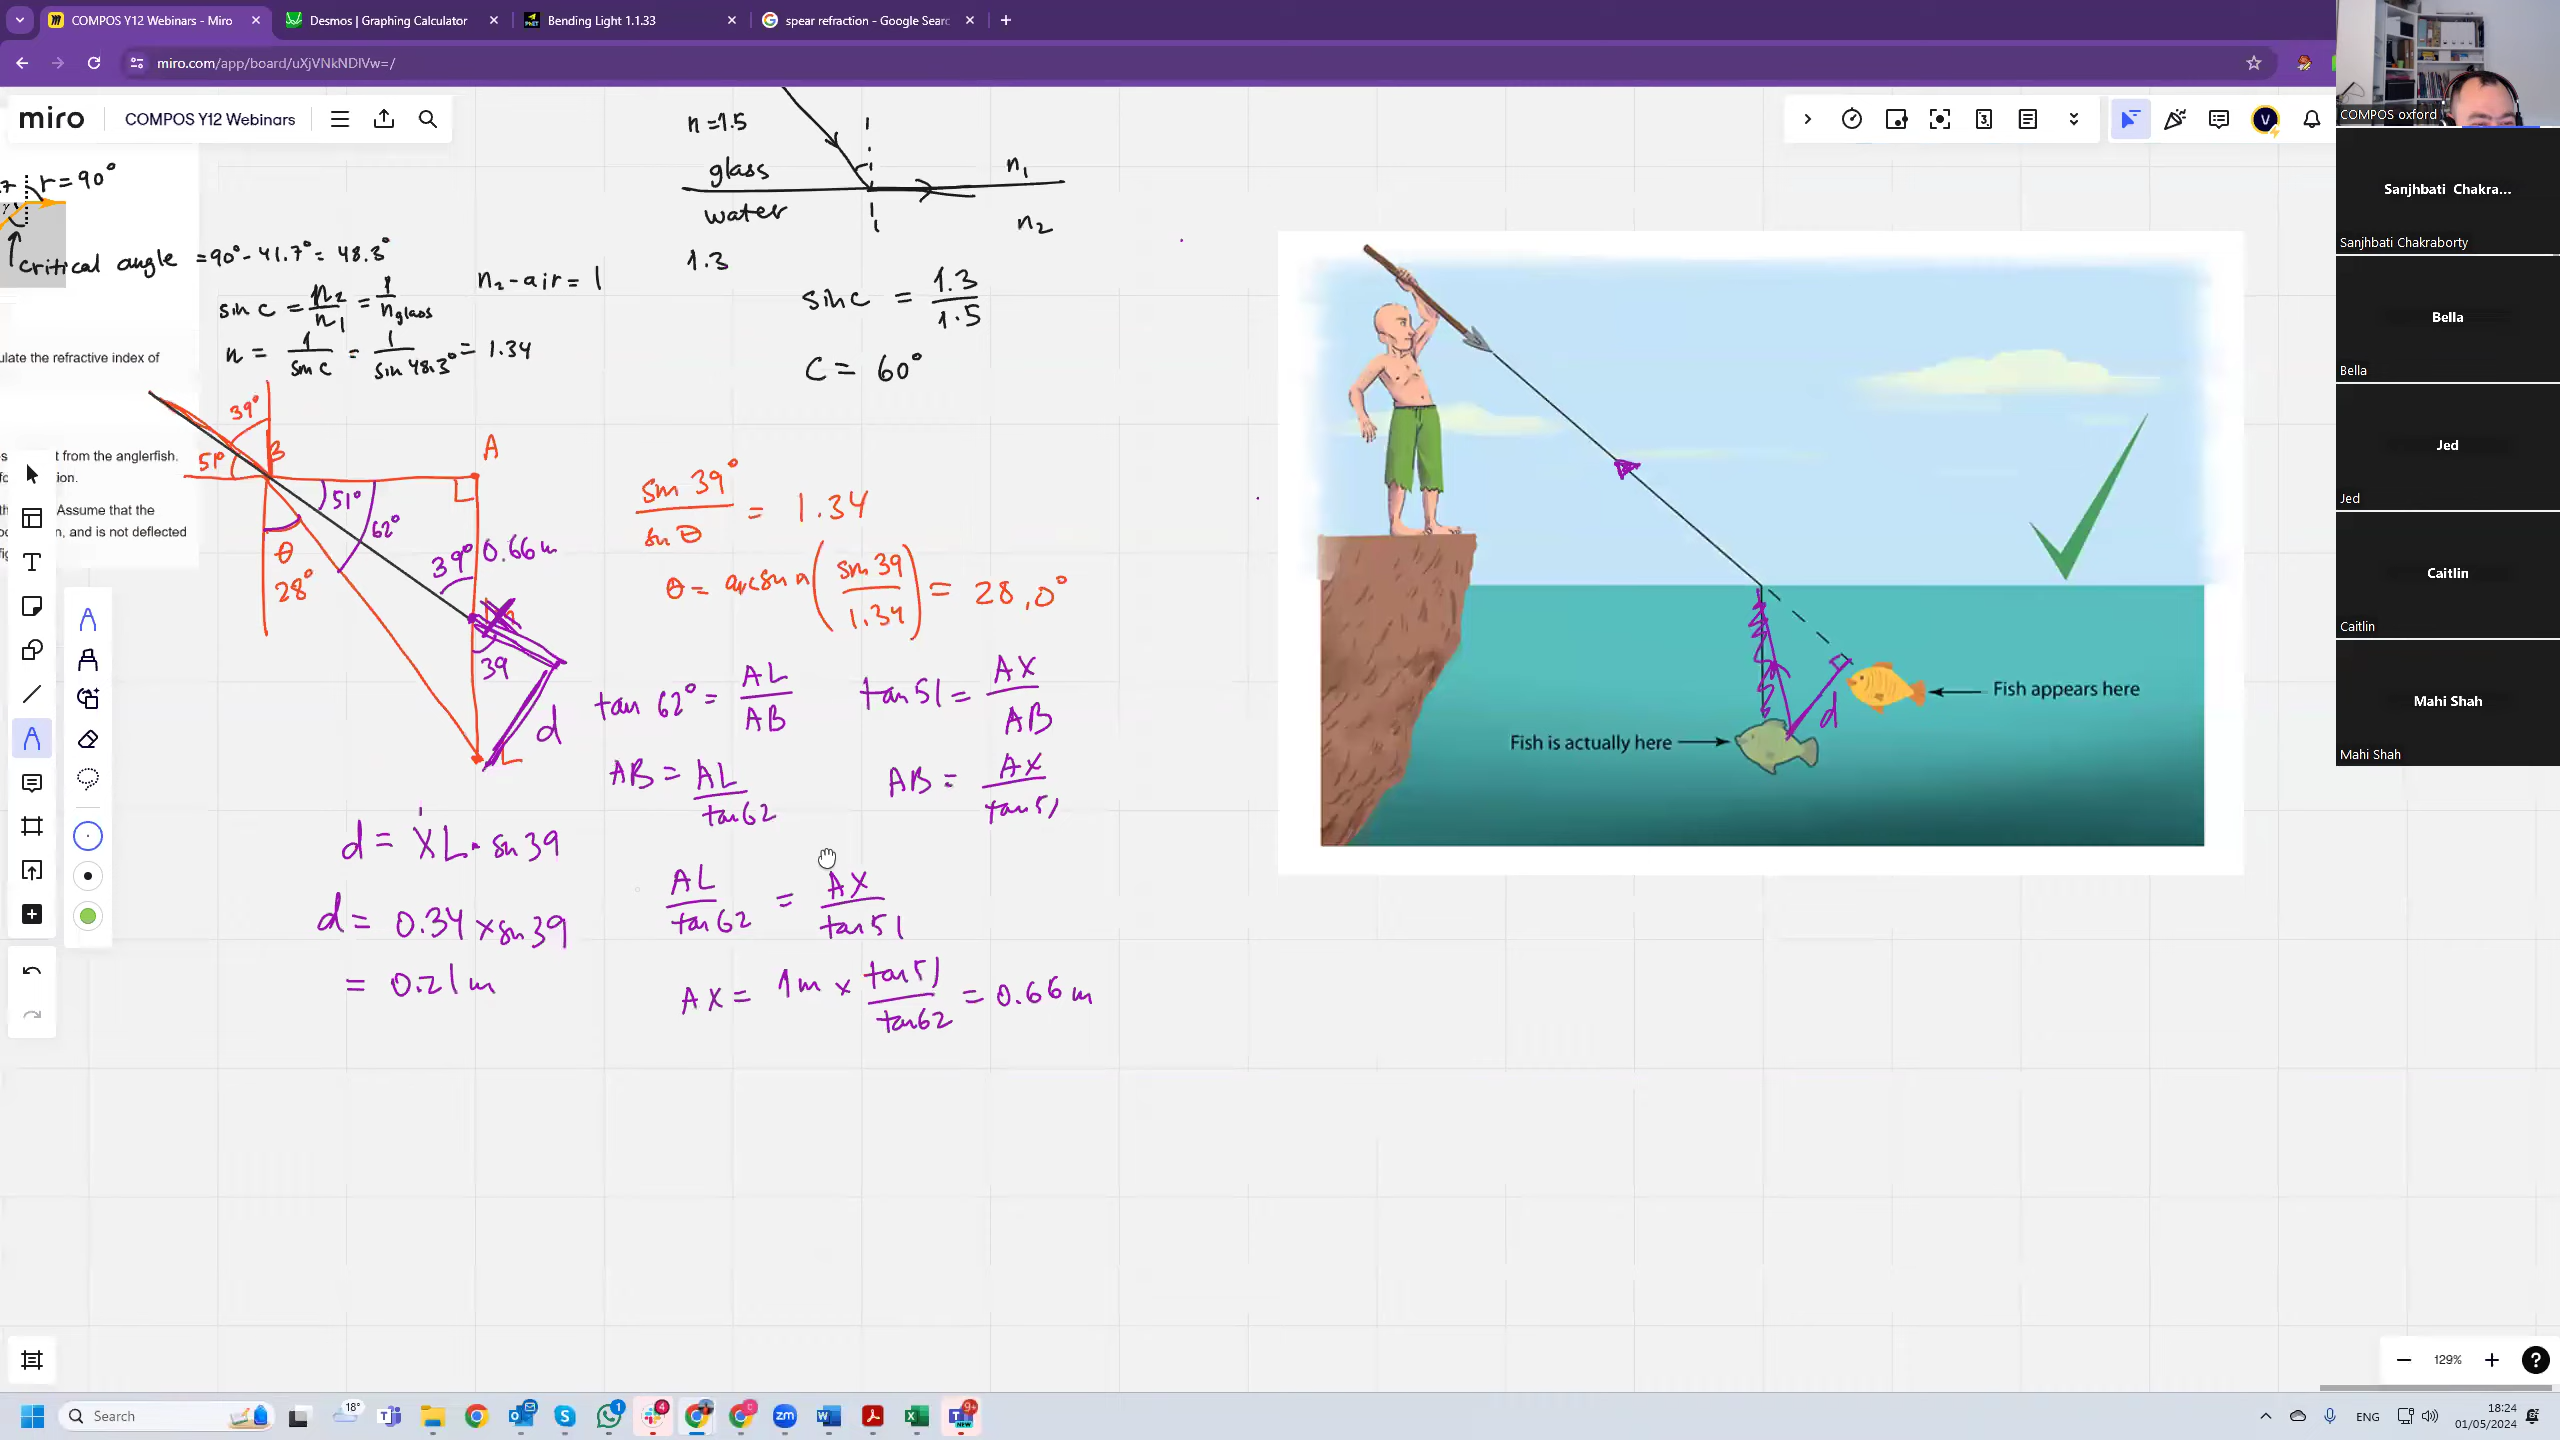 COMPOS Y12 Webinars - Miro
Desmos | Graphing Calculator
Bending Light 1.1.33
spear refraction - Google Searc
miro.com/app/board/uXjVNkNDlVw=/
miro
COMPOS Y12 Webinars
V
COMPOS oxford
Sanjhbati Chakra...
Sanjhbati Chakraborty
Bella
Bella
Jed
Jed
Caitlin
Caitlin
Mahi Shah
Mahi Shah
r = 90°
critical angle = 90° - 41.7° = 48.3°
sin c = n2/n1 = 1/nglass
n2 - air = 1
n = 1/sin c = 1/sin 48.3° = 1.34
ulate the refractive index of
t from the anglerfish.
ion.
Assume that the
n, and is not deflected
n = 1.5
glass
n1
water
n2
1.3
sin c = 1.3/1.5
C = 60°
39°
51°
B
A
51°
62°
θ
28°
39°
0.66 m
39
L
d
sin 39°/sin θ = 1.34
θ = arcsin (sin 39/1.34) = 28,0°
tan 62° = AL/AB
tan 51 = AX/AB
AB = AL/tan 62
AB = AX/tan 51
d = XL · sin 39
d = 0.34 × sin 39
= 0.21 m
AL/tan 62 = AX/tan 51
AX = 1m × tan 51/tan 62 = 0.66 m
Fish appears here
Fish is actually here
d
129%
Search
18°
ENG
18:24
01/05/2024